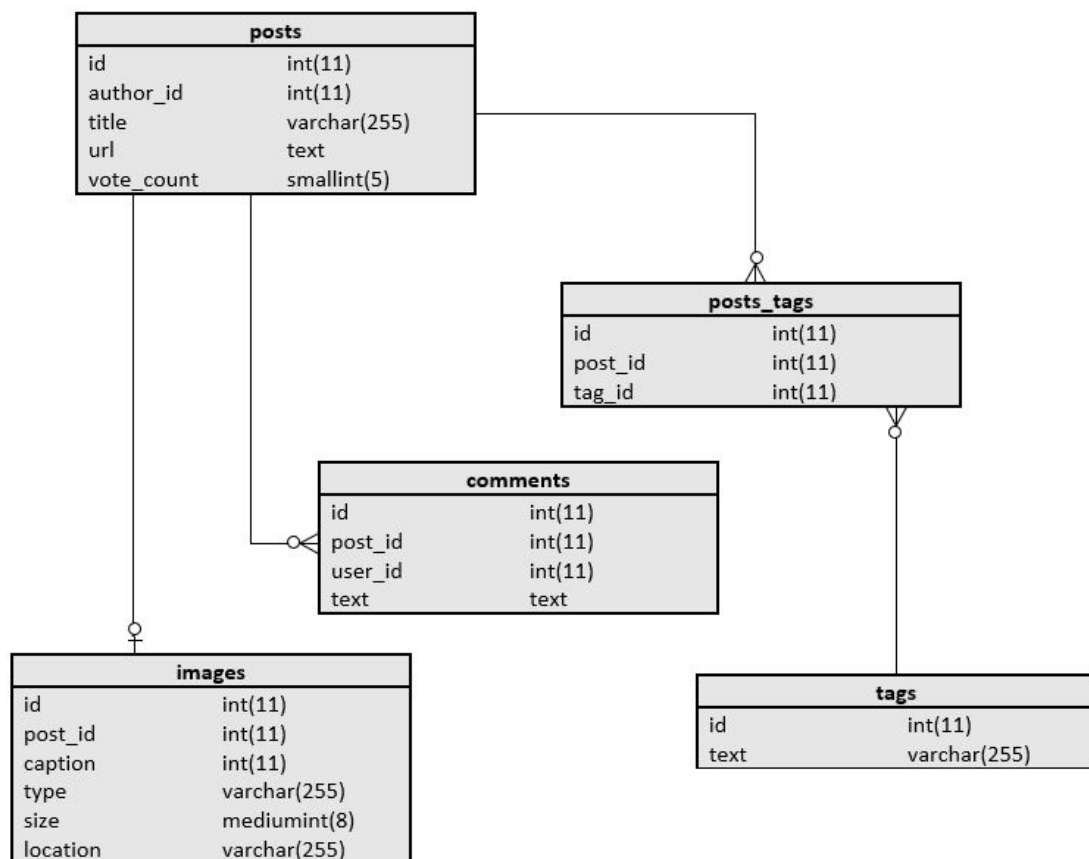 posts
id int(11)
author_id int(11)
title varchar(255)
url text
vote_count smallint(5)
posts_tags
id int(11)
post_id int(11)
tag_id int(11)
comments
id int(11)
post_id int(11)
user_id int(11)
text text
images
id int(11)
post_id int(11)
caption int(11)
type varchar(255)
size mediumint(8)
location varchar(255)
tags
id int(11)
text varchar(255)